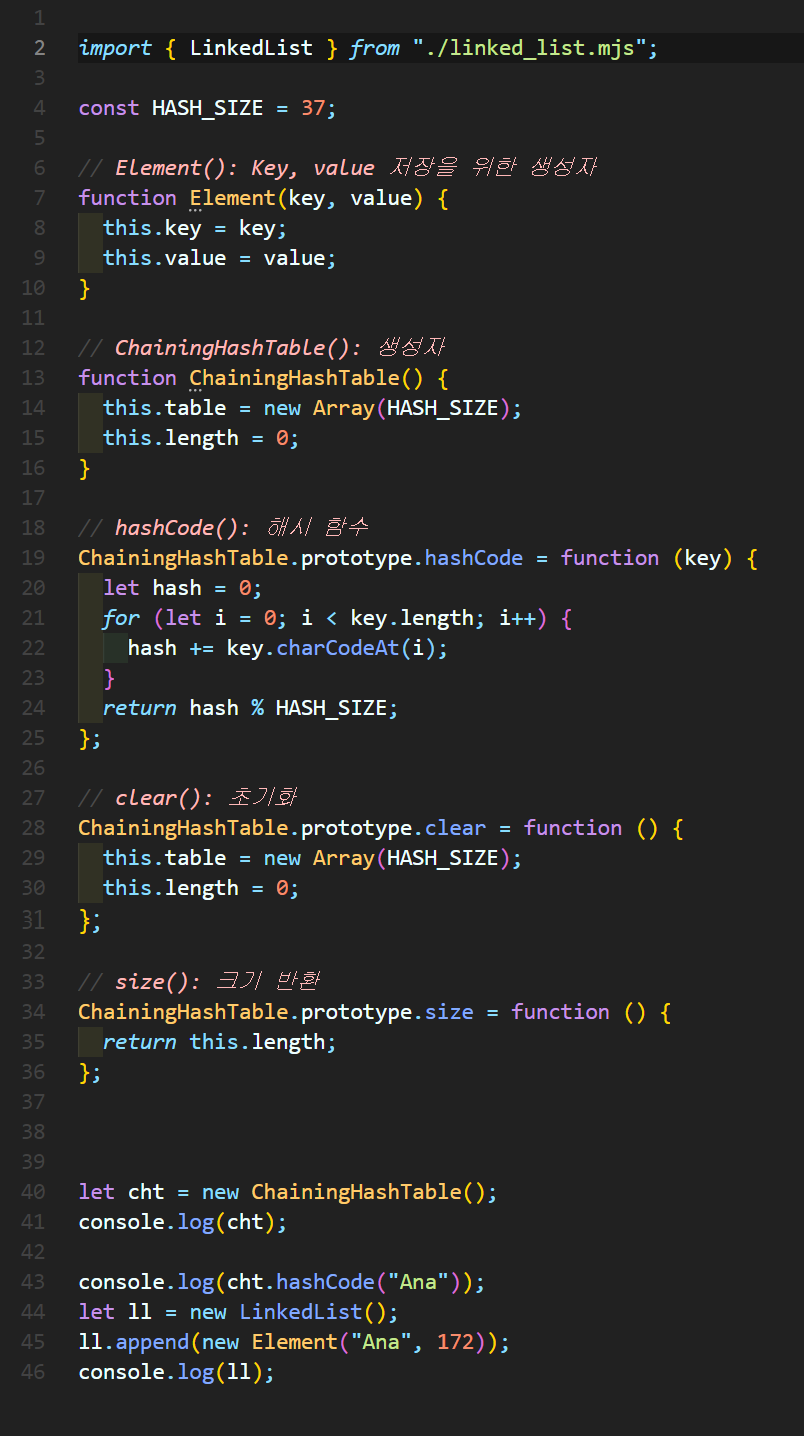 1
2 import { LinkedList } from "./linked_list.mjs";
3
4 const HASH_SIZE = 37;
5
6 // Element(): Key, value 저장을 위한 생성자
7 function Element(key, value) {
8   this.key = key;
9   this.value = value;
10 }
11
12 // ChainingHashTable(): 생성자
13 function ChainingHashTable() {
14   this.table = new Array(HASH_SIZE);
15   this.length = 0;
16 }
17
18 // hashCode(): 해시 함수
19 ChainingHashTable.prototype.hashCode = function (key) {
20   let hash = 0;
21   for (let i = 0; i < key.length; i++) {
22     hash += key.charCodeAt(i);
23   }
24   return hash % HASH_SIZE;
25 };
26
27 // clear(): 초기화
28 ChainingHashTable.prototype.clear = function () {
29   this.table = new Array(HASH_SIZE);
30   this.length = 0;
31 };
32
33 // size(): 크기 반환
34 ChainingHashTable.prototype.size = function () {
35   return this.length;
36 };
37
38
39
40 let cht = new ChainingHashTable();
41 console.log(cht);
42
43 console.log(cht.hashCode("Ana"));
44 let ll = new LinkedList();
45 ll.append(new Element("Ana", 172));
46 console.log(ll);